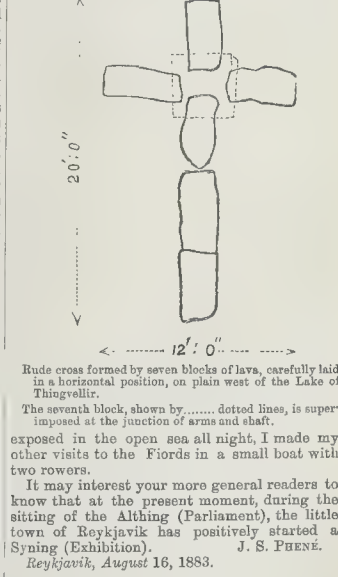 20'.0"
12'. 0"
Rude cross formed by seven blocks of lava, carefully laid
in a horizontal position, on plain west of the Lake of
Thingvellir.
The seventh block, shown by........ dotted lines, is super-
imposed at the junction of arms and shaft.
exposed in the open sea all night, I made my
other visits to the Fiords in a small boat with
two rowers.
It may interest your more general readers to
know that at the present moment, during the
sitting of the Althing (Parliament), the little
town of Reykjavik has positively started a
Syning (Exhibition). J. S. PHENÉ.
Reykjavik, August 16, 1883.